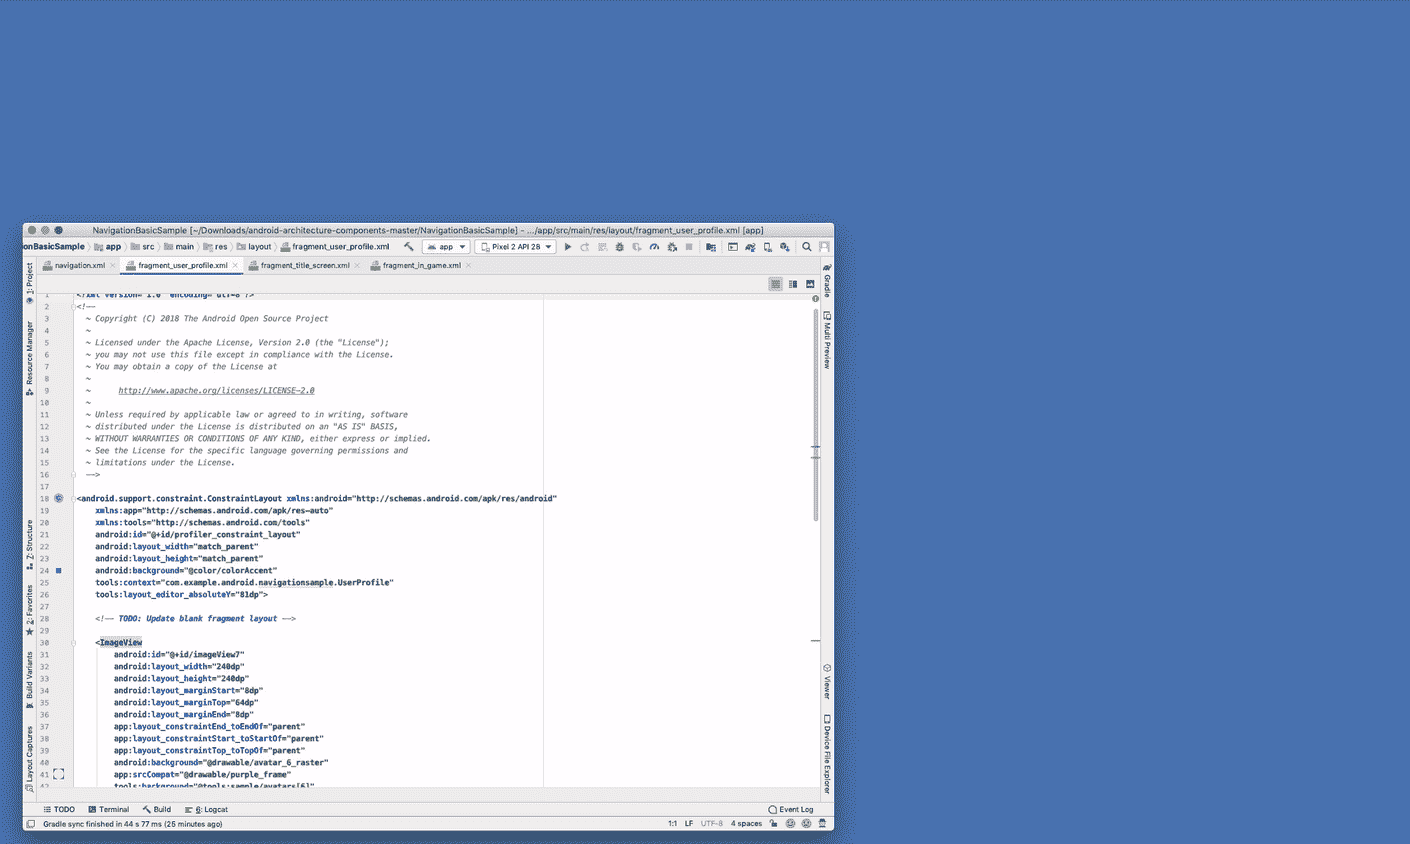 NavigationBasicSample [~/Downloads/android-architecture-components-master/NavigationBasicSample] - .../app/src/main/res/layout/fragment_user_profile.xml [app]
onBasicSample app src main res layout fragment_user_profile.xml app Pixel 2 API 28
navigation.xml fragment_user_profile.xml fragment_title_screen.xml fragment_in_game.xml
1: Project
Resource Manager
7: Structure
2: Favorites
Build Variants
Layout Captures
1 <?xml version="1.0" encoding="utf-8"?>
2 <!--
3 ~ Copyright (C) 2018 The Android Open Source Project
4 ~
5 ~ Licensed under the Apache License, Version 2.0 (the "License");
6 ~ you may not use this file except in compliance with the License.
7 ~ You may obtain a copy of the License at
8 ~
9 ~ http://www.apache.org/licenses/LICENSE-2.0
10 ~
11 ~ Unless required by applicable law or agreed to in writing, software
12 ~ distributed under the License is distributed on an "AS IS" BASIS,
13 ~ WITHOUT WARRANTIES OR CONDITIONS OF ANY KIND, either express or implied.
14 ~ See the License for the specific language governing permissions and
15 ~ limitations under the License.
16 -->
17
18 <android.support.constraint.ConstraintLayout xmlns:android="http://schemas.android.com/apk/res/android"
19 xmlns:app="http://schemas.android.com/apk/res-auto"
20 xmlns:tools="http://schemas.android.com/tools"
21 android:id="@+id/profiler_constraint_layout"
22 android:layout_width="match_parent"
23 android:layout_height="match_parent"
24 android:background="@color/colorAccent"
25 tools:context="com.example.android.navigationsample.UserProfile"
26 tools:layout_editor_absoluteY="81dp">
27
28 <!-- TODO: Update blank fragment layout -->
29
30 <ImageView
31 android:id="@+id/imageView7"
32 android:layout_width="240dp"
33 android:layout_height="240dp"
34 android:layout_marginStart="8dp"
35 android:layout_marginTop="64dp"
36 android:layout_marginEnd="8dp"
37 app:layout_constraintEnd_toEndOf="parent"
38 app:layout_constraintStart_toStartOf="parent"
39 app:layout_constraintTop_toTopOf="parent"
40 android:background="@drawable/avatar_6_raster"
41 app:srcCompat="@drawable/purple_frame"
42 tools:background="@tools:sample/avatars[6]"
Gradle
Multi Preview
Viewer
Device File Explorer
TODO Terminal Build 6: Logcat Event Log
Gradle sync finished in 44 s 77 ms (25 minutes ago) 1:1 LF UTF-8 4 spaces